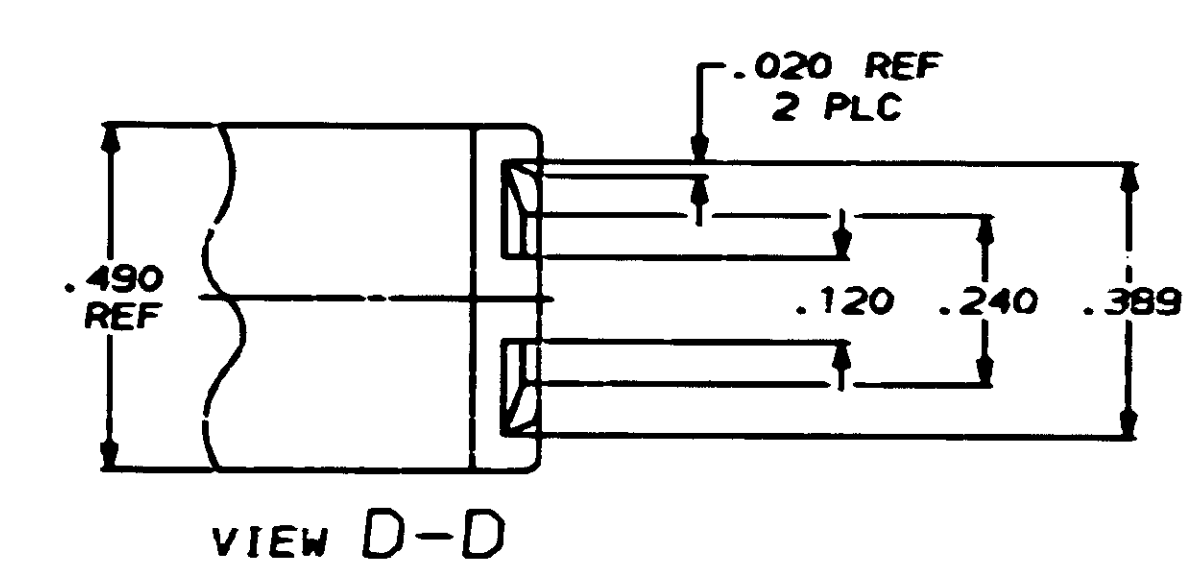 .020 REF
2 PLC
.490
REF
.120
.240
.389
VIEW D-D